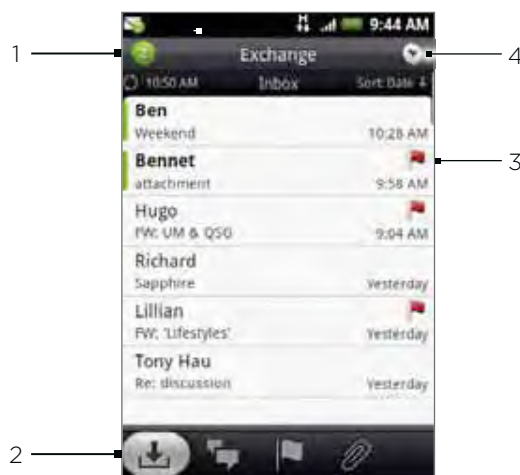 9:44 AM
1
Exchange
4
10:50 AM Inbox Sort: Date
Ben
Weekend 10:28 AM
Bennet
3
attachment 9:58 AM
Hugo
FW: UM & QSG 9:04 AM
Richard
Sapphire Yesterday
Lillian
FW: 'Lifestyles' Yesterday
Tony Hau
Re: discussion Yesterday
2